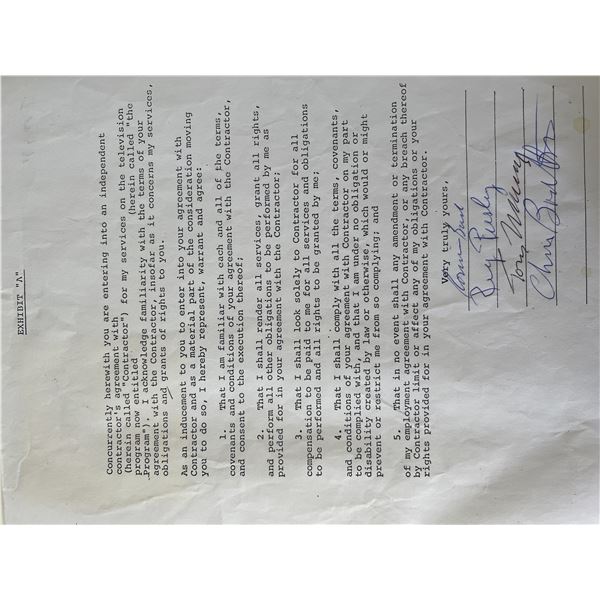 EXHIBIT "A"
Concurrently herewith you are entering into an independent
contractor's agreement with
(herein called "Contractor") for my services on the television
program now entitled (herein called "the
Program"). I acknowledge familiarity with the terms of your
agreement with the Contractor, insofar as it concerns my services,
obligations and grants of rights to you.
As an inducement to you to enter into your agreement with
Contractor and as a material part of the consideration moving
you to do so, I hereby represent, warrant and agree:
1. That I am familiar with each and all of the terms,
covenants and conditions of your agreement with the Contractor,
and consent to the execution thereof;
2. That I shall render all services, grant all rights,
and perform all other obligations to be performed by me as
provided for in your agreement with the Contractor;
3. That I shall look solely to Contractor for all
compensation to be paid to me for all services and obligations
to be performed and all rights to be granted by me;
4. That I shall comply with all the terms, covenants,
and conditions of your agreement with Contractor on my part
to be complied with, and that I am under no obligation or
disability created by law or otherwise, which would or might
prevent or restrict me from so complying; and
5. That in no event shall any amendment or termination
of my employment agreement with Contractor or any breach thereof
by Contractor limit or affect any of my obligations or your
rights provided for in your agreement with Contractor.
Very truly yours,
Reg Presley
Tony
Chris Britton